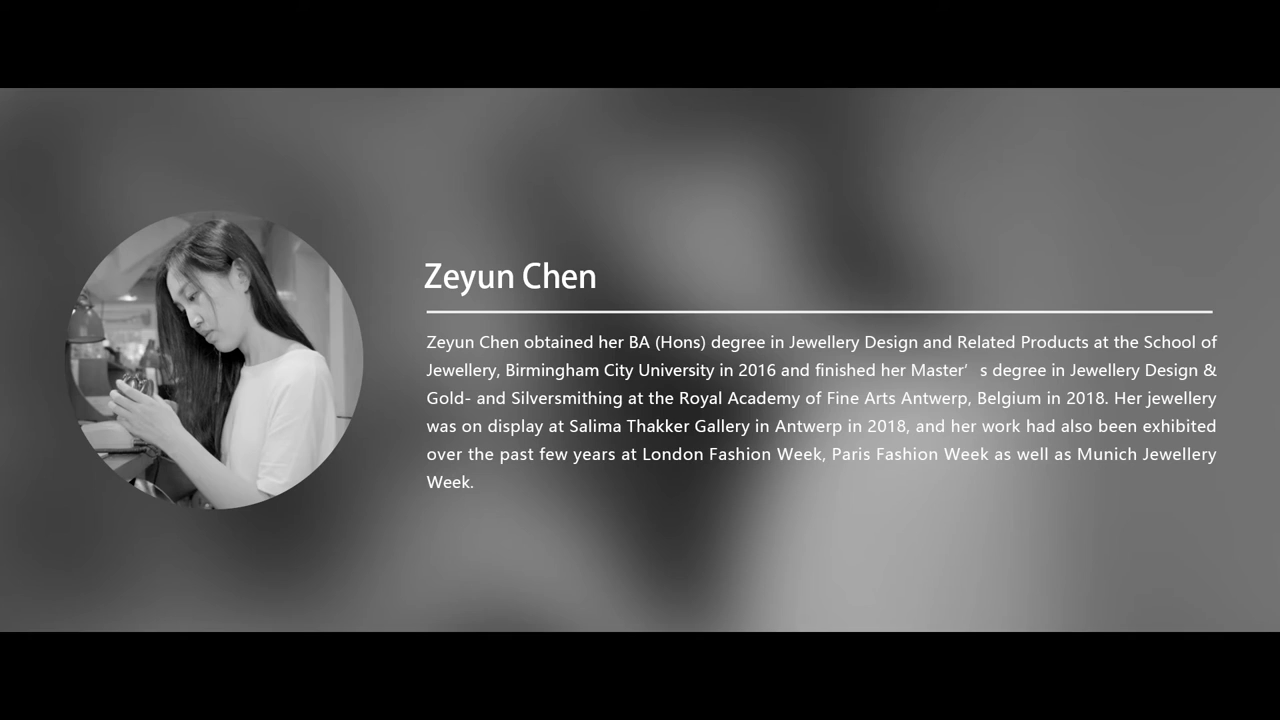 Zeyun Chen
Zeyun Chen obtained her BA (Hons) degree in Jewellery Design and Related Products at the School of
Jewellery, Birmingham City University in 2016 and finished her Master’ s degree in Jewellery Design &
Gold- and Silversmithing at the Royal Academy of Fine Arts Antwerp, Belgium in 2018. Her jewellery
was on display at Salima Thakker Gallery in Antwerp in 2018, and her work had also been exhibited
over the past few years at London Fashion Week, Paris Fashion Week as well as Munich Jewellery
Week.